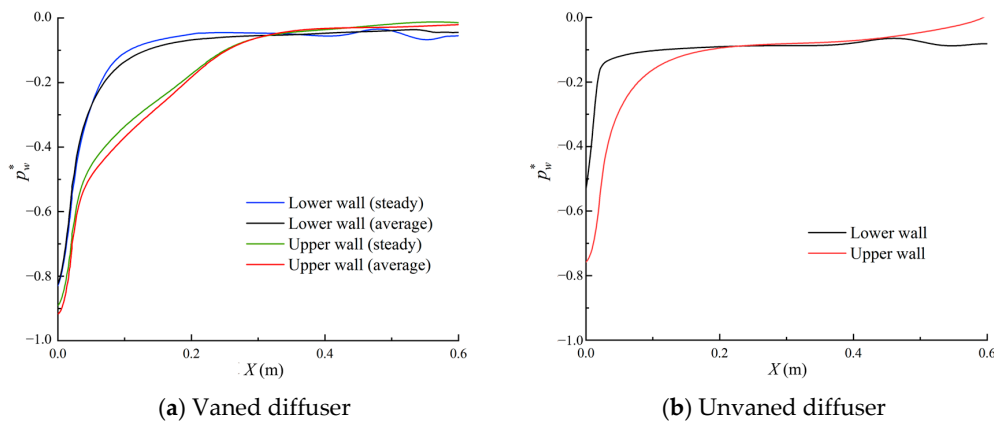 0.0
−0.2
−0.4
−0.6
−0.8
−1.0
p*w
Lower wall (steady)
Lower wall (average)
Upper wall (steady)
Upper wall (average)
0.0 0.2 0.4 0.6
X (m)
(a) Vaned diffuser
0.0
−0.2
−0.4
−0.6
−0.8
−1.0
p*w
Lower wall
Upper wall
0.0 0.2 0.4 0.6
X (m)
(b) Unvaned diffuser